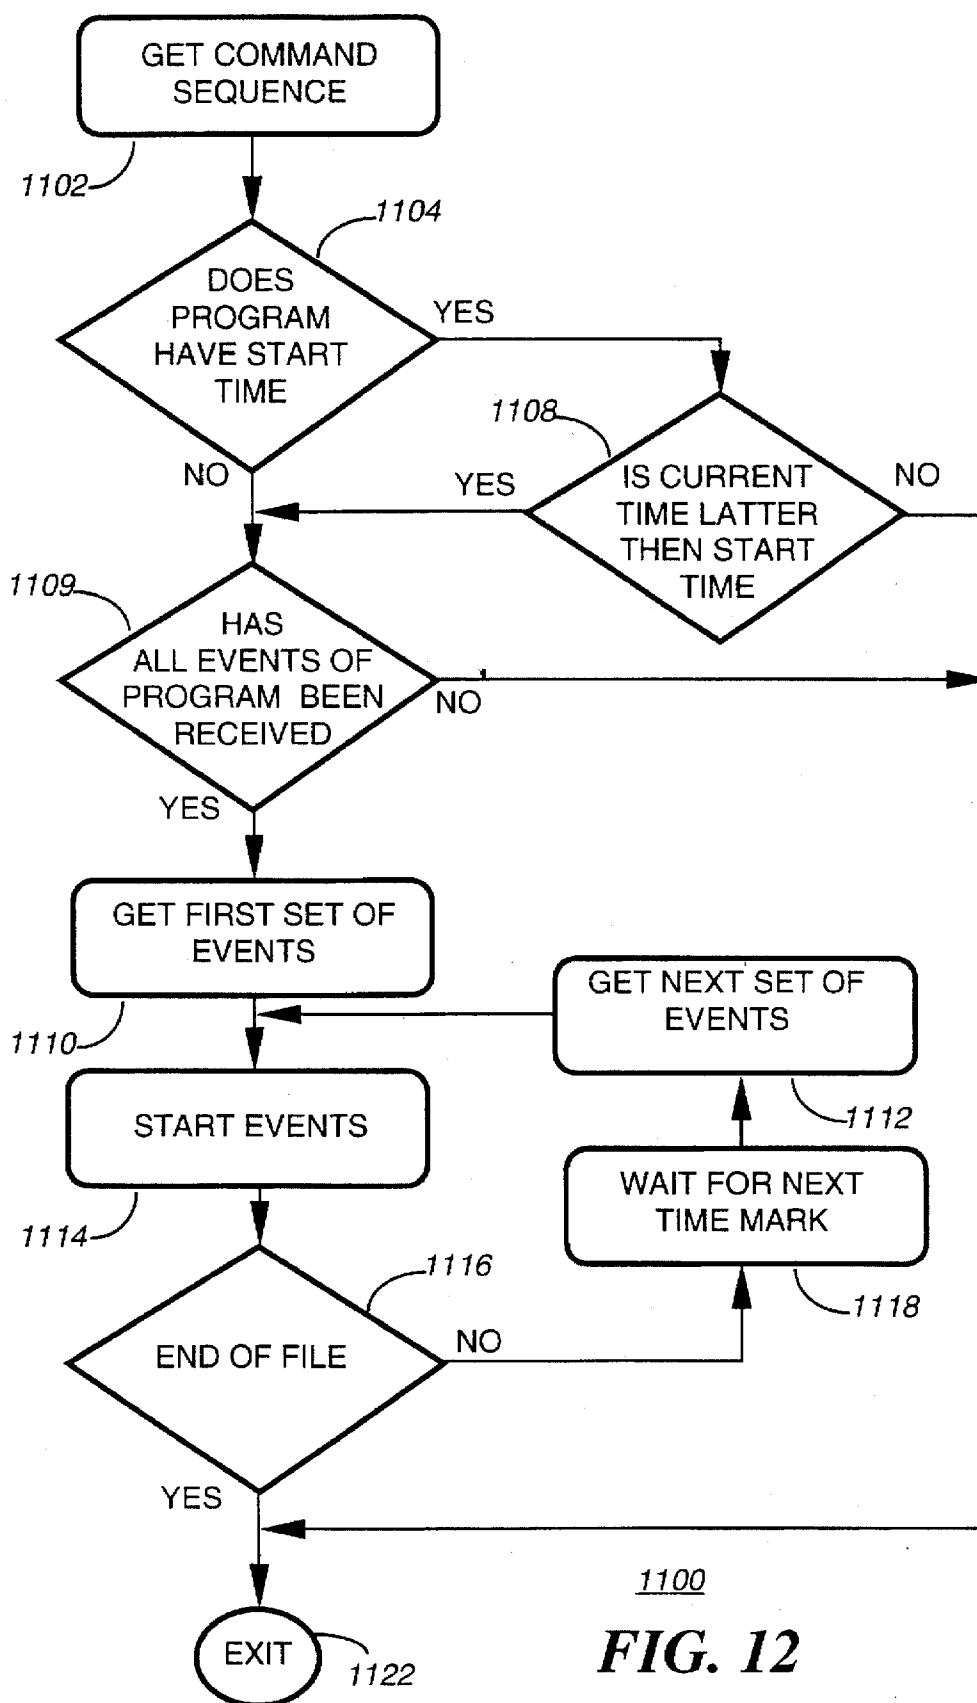 GET COMMAND
SEQUENCE
1102
1104
DOES
PROGRAM
HAVE START
TIME
YES
NO
1108
IS CURRENT
TIME LATTER
THEN START
TIME
YES
NO
1109
HAS
ALL EVENTS OF
PROGRAM BEEN
RECEIVED
NO
YES
GET FIRST SET OF
EVENTS
1110
GET NEXT SET OF
EVENTS
1112
START EVENTS
1114
WAIT FOR NEXT
TIME MARK
1118
1116
END OF FILE
NO
YES
EXIT
1122
1100
FIG. 12